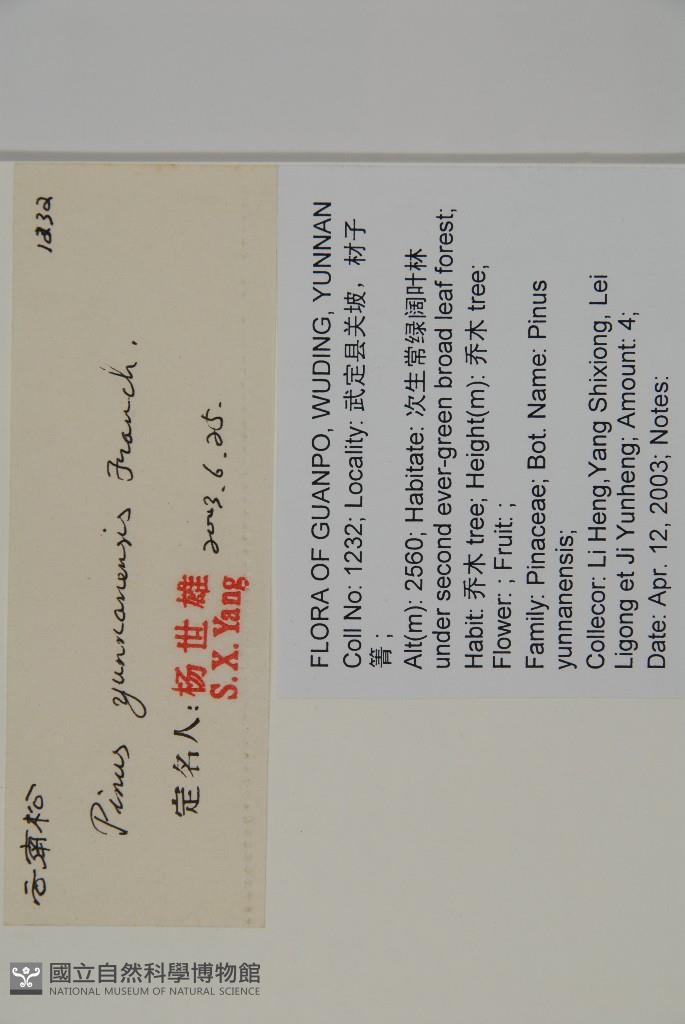 云南松
1232
Pinus yunnanensis Franch.
定名人: 杨世雄 2003.6.25.
S.X.Yang
FLORA OF GUANPO, WUDING, YUNNAN
Coll No: 1232; Locality: 武定县关坡，材子
箐 ;
Alt(m): 2560; Habitate: 次生常绿阔叶林
under second ever-green broad leaf forest;
Habit: 乔木 tree; Height(m): 乔木 tree;
Flower: ; Fruit: ;
Family: Pinaceae; Bot. Name: Pinus
yunnanensis;
Collecor: Li Heng,Yang Shixiong, Lei
Ligong et Ji Yunheng; Amount: 4;
Date: Apr. 12, 2003; Notes:
國立自然科學博物館
NATIONAL MUSEUM OF NATURAL SCIENCE